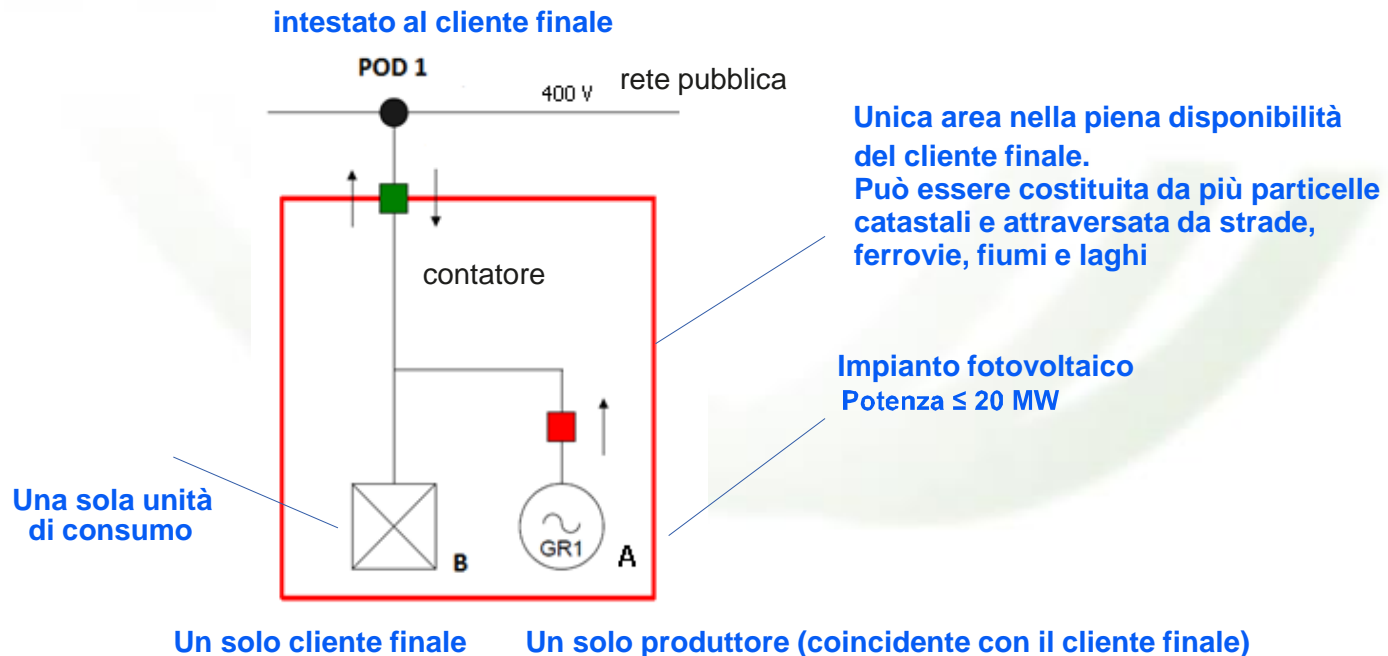 intestato al cliente finale
POD 1
400 V
rete pubblica
Unica area nella piena disponibilità
del cliente finale.
Può essere costituita da più particelle
catastali e attraversata da strade,
ferrovie, fiumi e laghi
contatore
Impianto fotovoltaico
Potenza ≤ 20 MW
Una sola unità
di consumo
B
GR1
A
Un solo cliente finale
Un solo produttore (coincidente con il cliente finale)